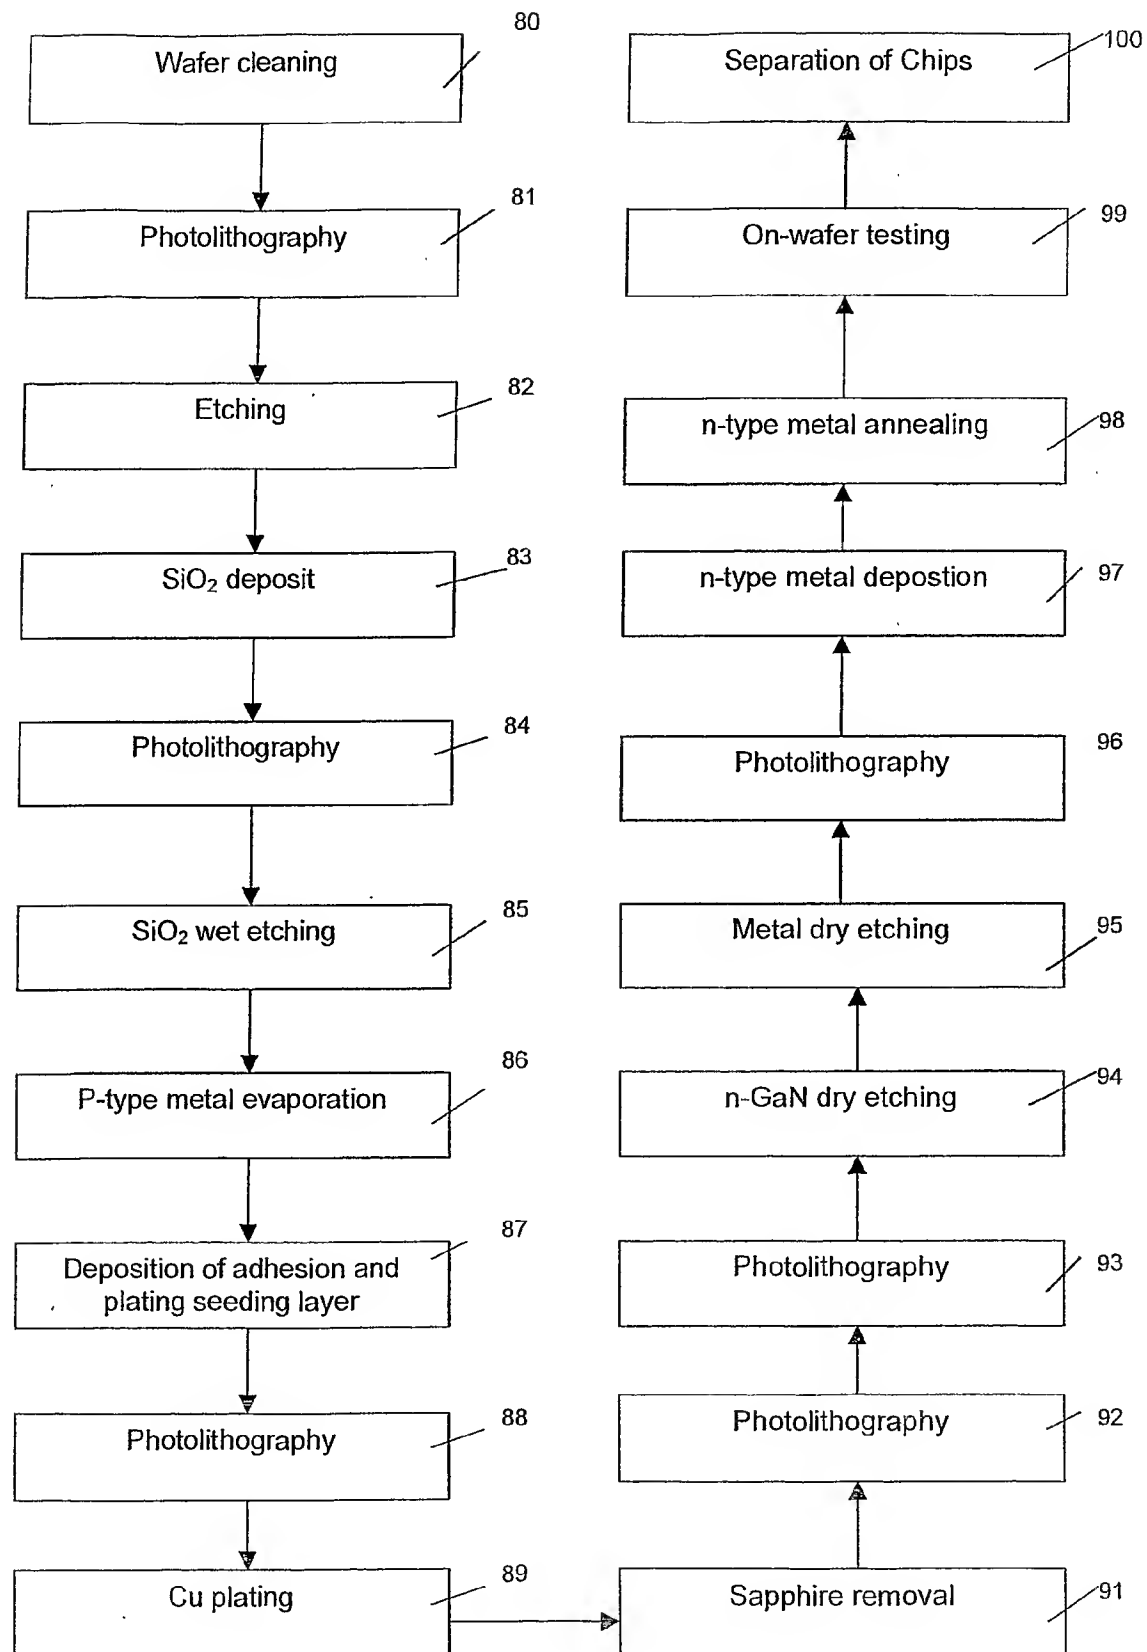 80
Wafer cleaning
81
Photolithography
82
Etching
83
SiO₂ deposit
84
Photolithography
85
SiO₂ wet etching
86
P-type metal evaporation
87
Deposition of adhesion and
plating seeding layer
88
Photolithography
89
Cu plating
91
Sapphire removal
92
Photolithography
93
Photolithography
94
n-GaN dry etching
95
Metal dry etching
96
Photolithography
97
n-type metal depostion
98
n-type metal annealing
99
On-wafer testing
100
Separation of Chips